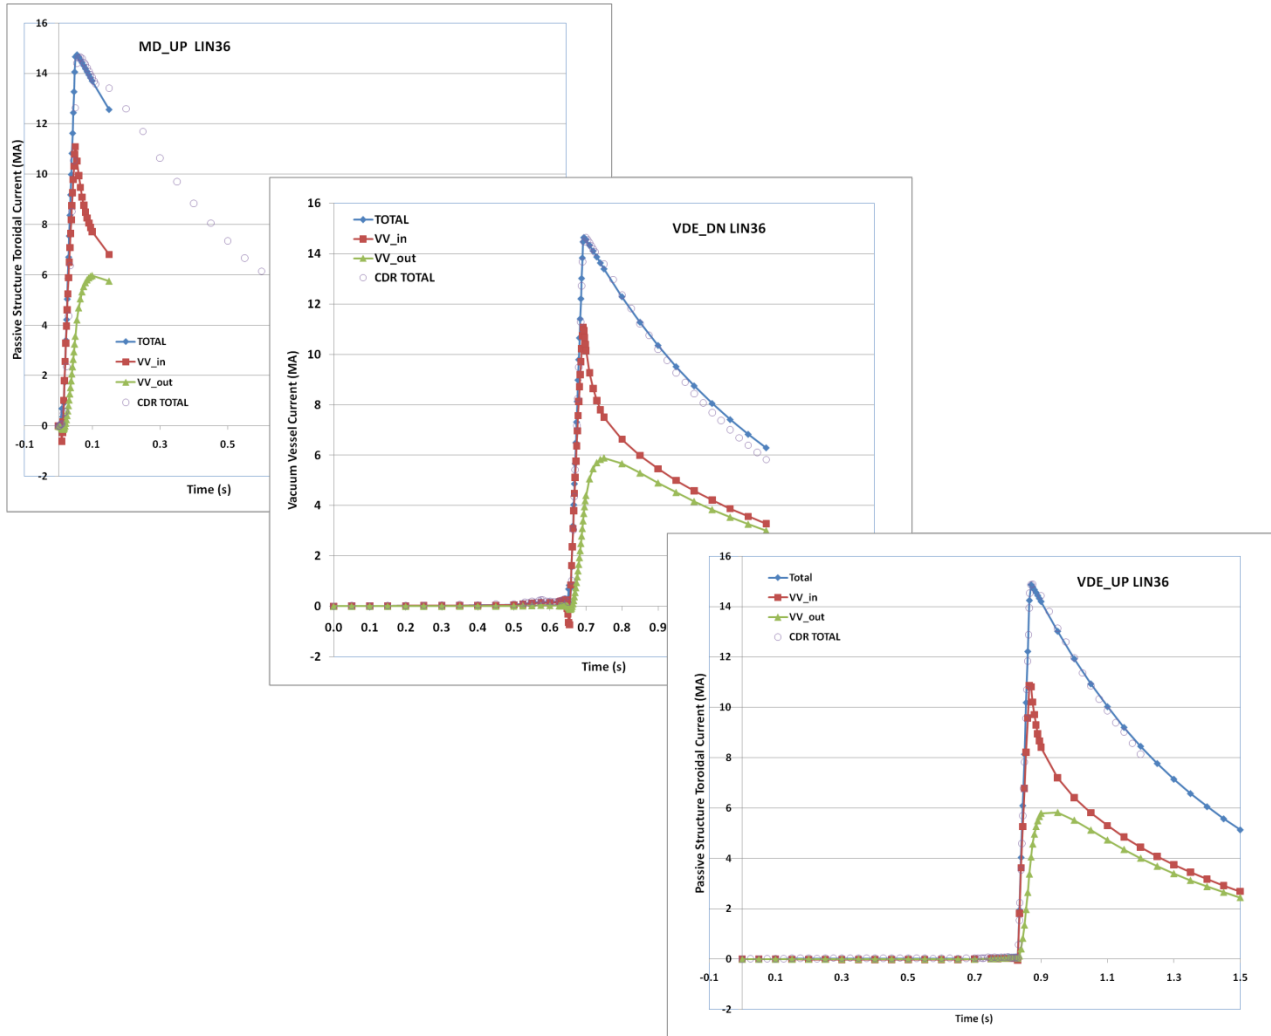 MD_UP LIN36
Passive Structure Toroidal Current (MA)
16
14
12
10
8
6
4
2
0
-2
-0.1
0.1
0.3
0.5
Time (s)
TOTAL
VV_in
VV_out
CDR TOTAL
VDE_DN LIN36
Vacuum Vessel Current (MA)
16
14
12
10
8
6
4
2
0
-2
0.0
0.1
0.2
0.3
0.4
0.5
0.6
0.7
0.8
0.9
Time (s)
TOTAL
VV_in
VV_out
CDR TOTAL
VDE_UP LIN36
Passive Structure Toroidal Current (MA)
16
14
12
10
8
6
4
2
0
-2
-0.1
0.1
0.3
0.5
0.7
0.9
1.1
1.3
1.5
Time (s)
Total
VV_in
VV_out
CDR TOTAL